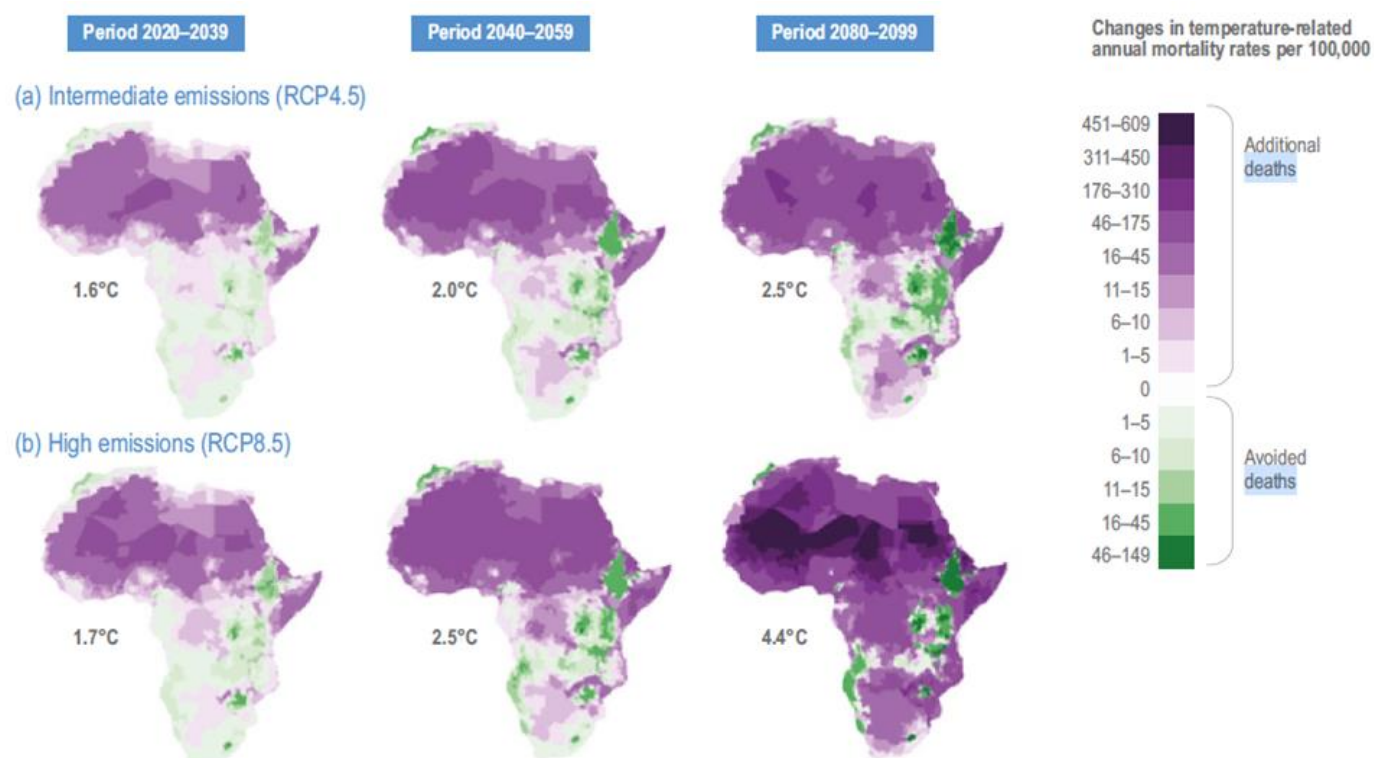 Period 2020–2039
Period 2040–2059
Period 2080–2099
Changes in temperature-related
annual mortality rates per 100,000
(a) Intermediate emissions (RCP4.5)
1.6°C
2.0°C
2.5°C
(b) High emissions (RCP8.5)
1.7°C
2.5°C
4.4°C
451–609
311–450
176–310
46–175
16–45
11–15
6–10
1–5
0
1–5
6–10
11–15
16–45
46–149
Additional
deaths
Avoided
deaths